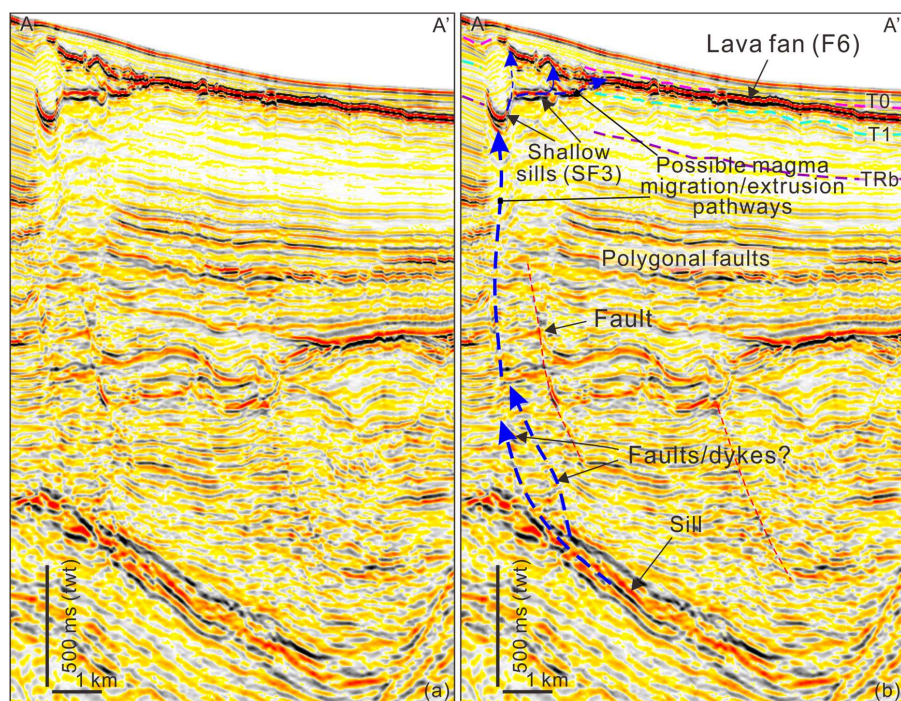 A
A'
500 ms (twt)
1 km
(a)
A
A'
Lava fan (F6)
T0
T1
TRb
Shallow
sills (SF3)
Possible magma
migration/extrusion
pathways
Polygonal faults
Fault
Faults/dykes?
Sill
500 ms (twt)
1 km
(b)